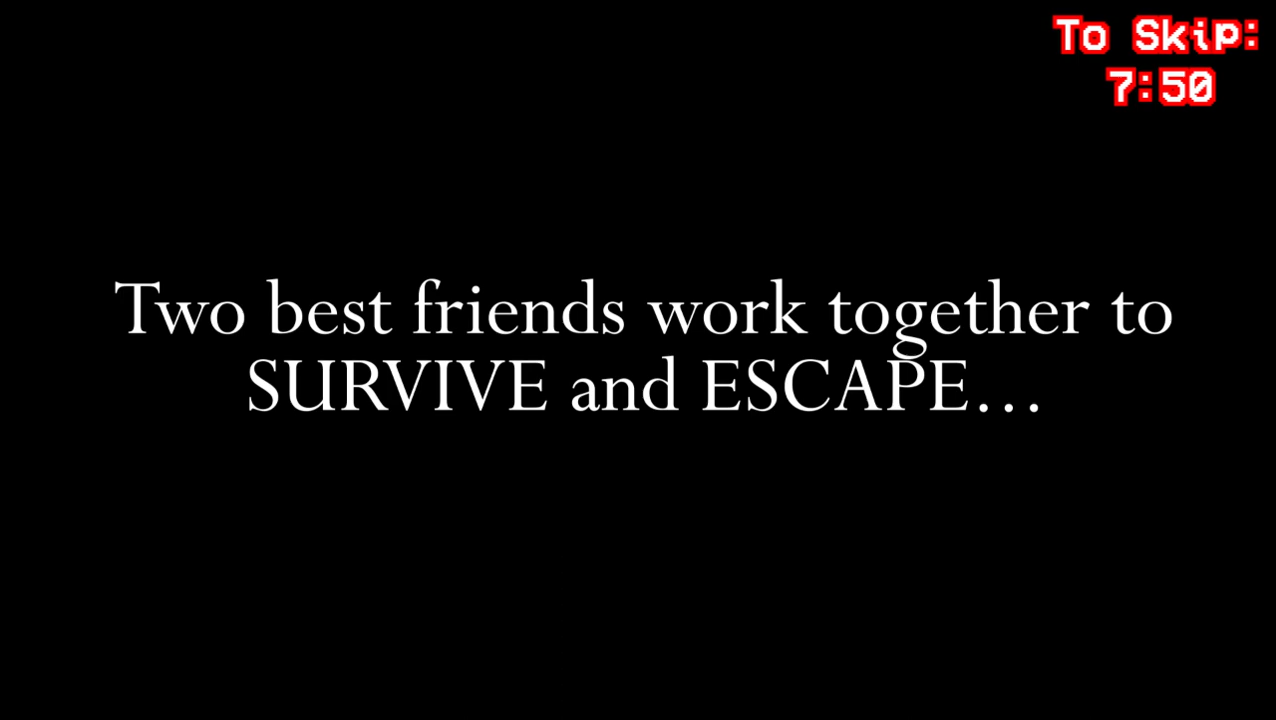 To Skip:
7:50
Two best friends work together to
SURVIVE and ESCAPE...